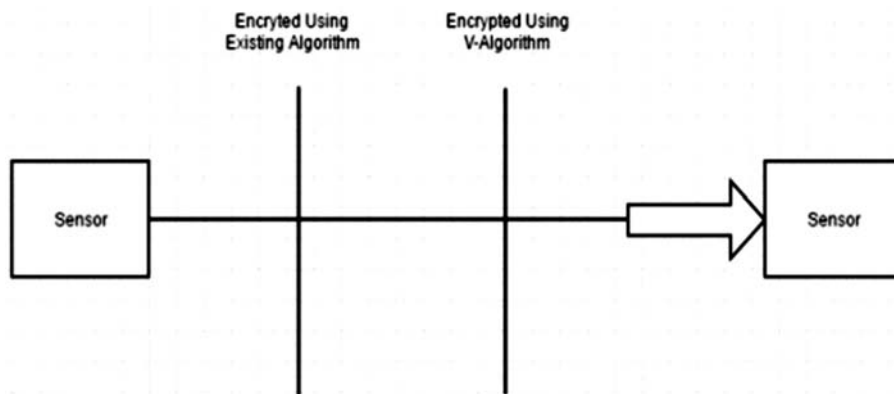 Encryted Using
Existing Algorithm
Encrypted Using
V-Algorithm
Sensor
Sensor